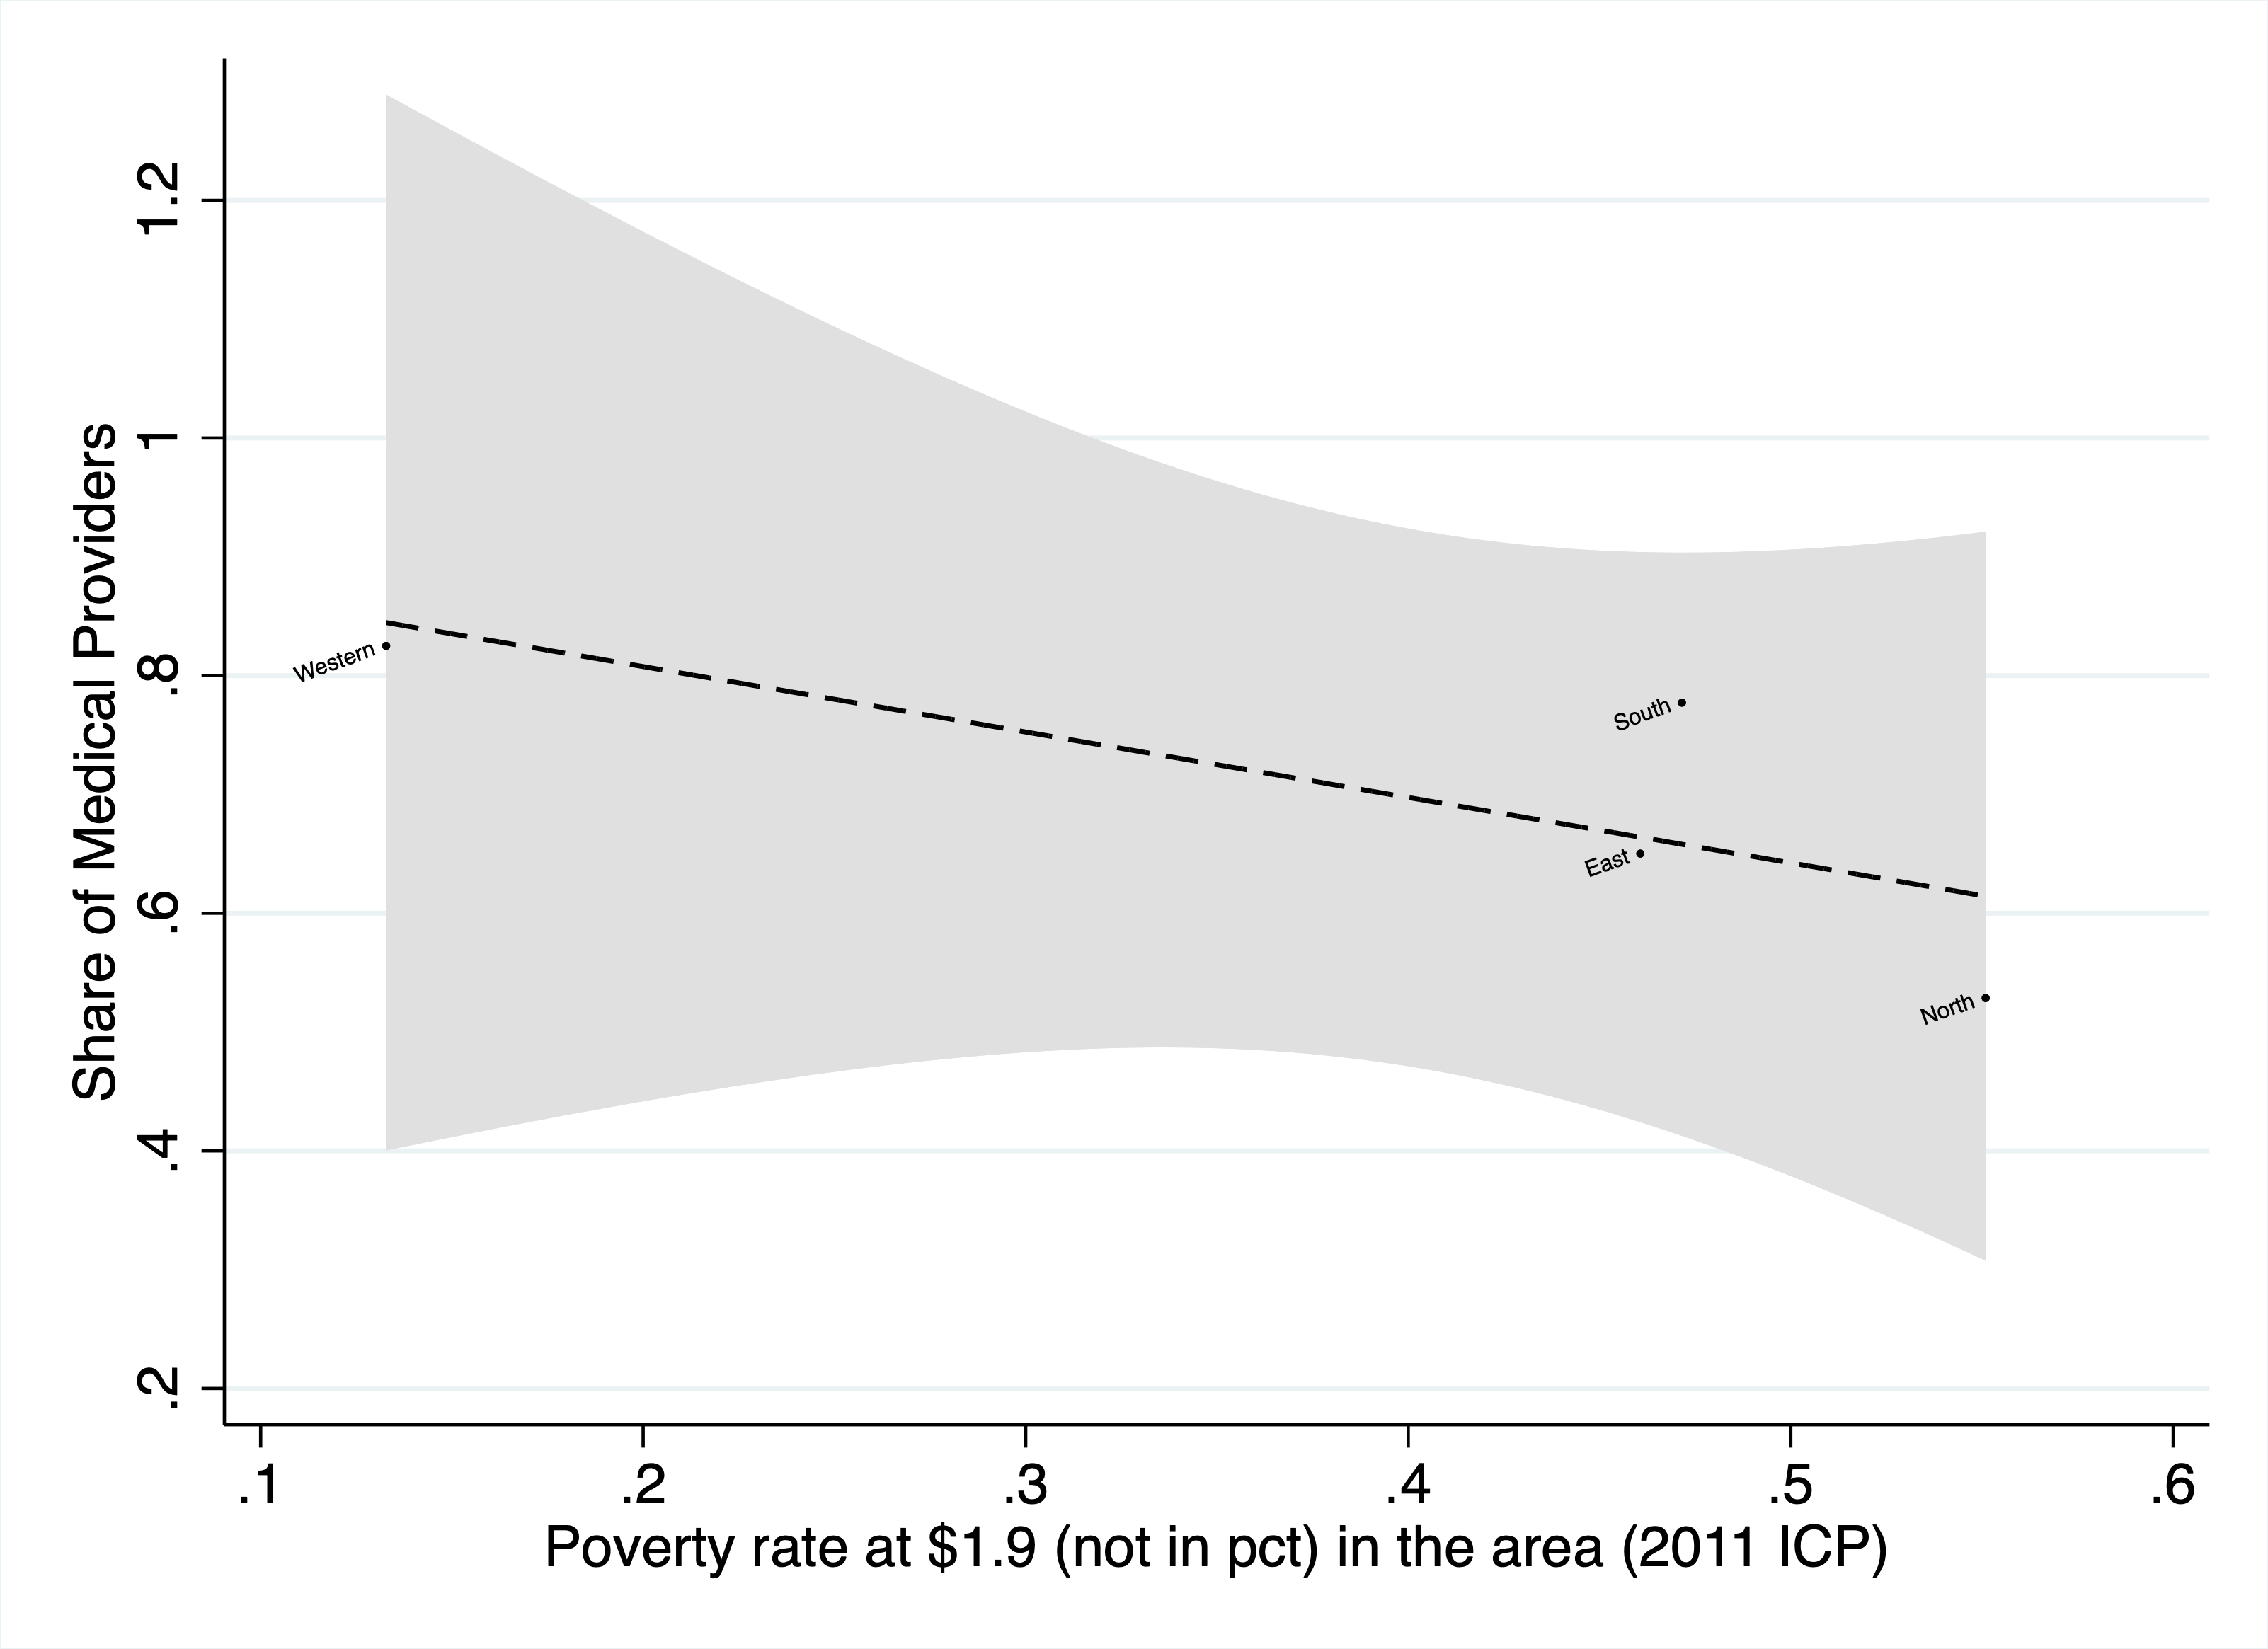 Share of Medical Providers
1.2
1
.8
.6
.4
.2
Western
South
East
North
.1 .2 .3 .4 .5 .6
Poverty rate at $1.9 (not in pct) in the area (2011 ICP)